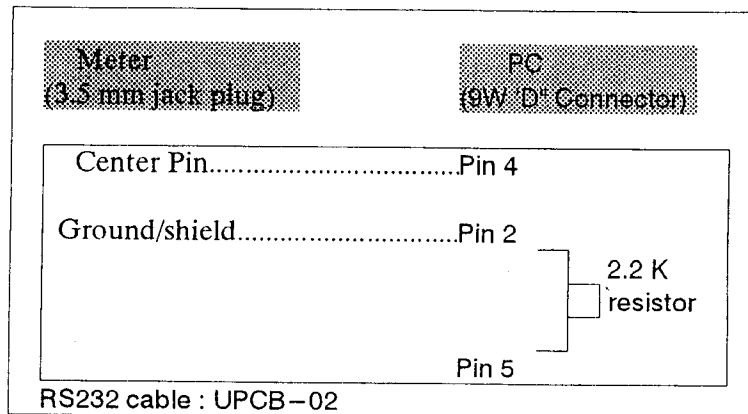 Meter
(3.5 mm jack plug)
PC
(9W 'D" Connector)
Center Pin..................................Pin 4
Ground/shield..............................Pin 2
2.2 K
resistor
Pin 5
RS232 cable : UPCB-02